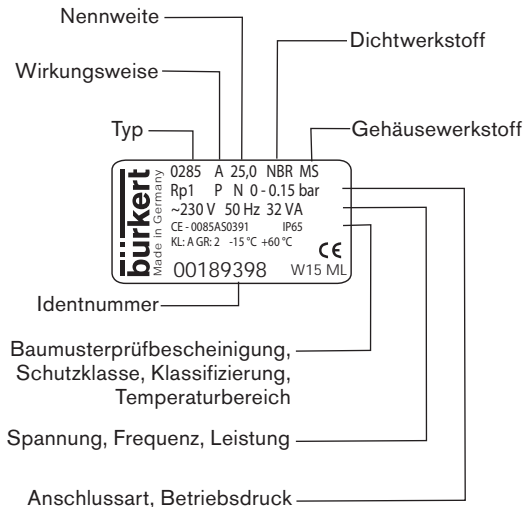 Nennweite
Dichtwerkstoff
Wirkungsweise
Typ
Gehäusewerkstoff
bürkert
Made in Germany
0285 A 25,0 NBR MS
Rp1 P N 0 - 0.15 bar
~230 V 50 Hz 32 VA
CE - 0085AS0391 IP65
KL: A GR: 2 -15 °C +60 °C
CE
00189398 W15 ML
Identnummer
Baumusterprüfbescheinigung,
Schutzklasse, Klassifizierung,
Temperaturbereich
Spannung, Frequenz, Leistung
Anschlussart, Betriebsdruck